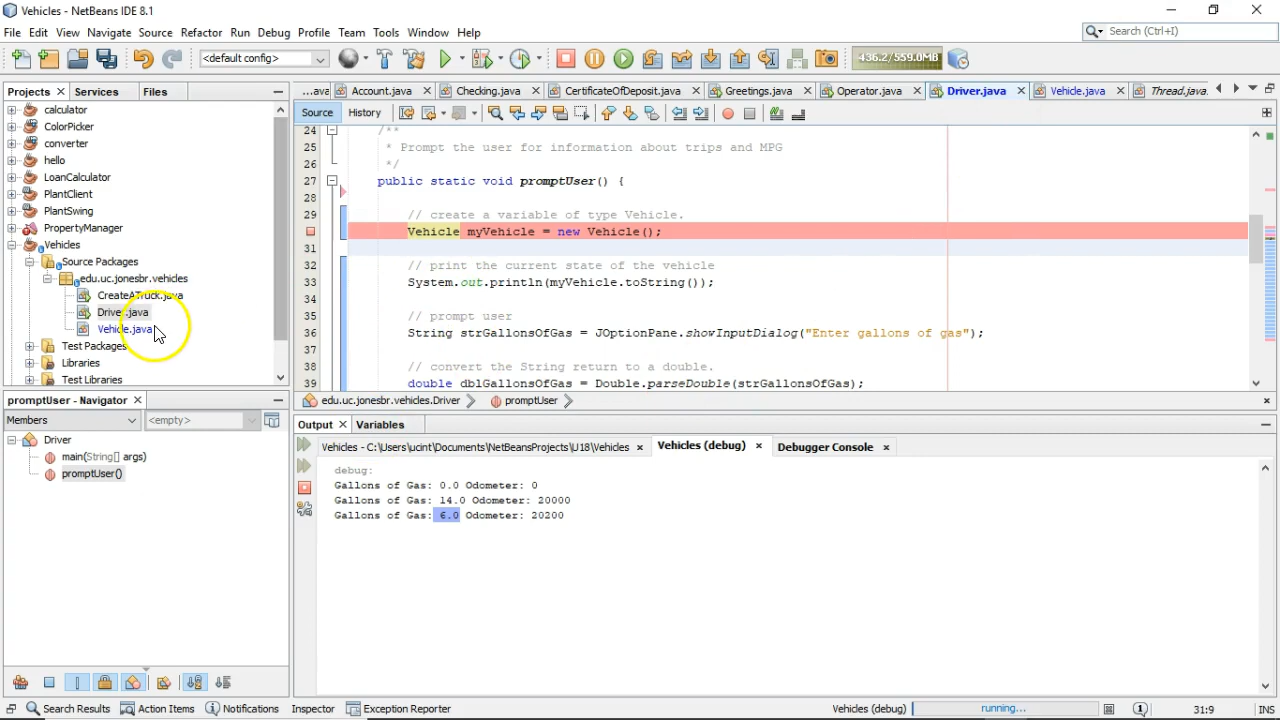 Vehicles - NetBeans IDE 8.1
File Edit View Navigate Source Refactor Run Debug Profile Team Tools Window Help
Search (Ctrl+I)
<default config>
436.2/559.0MB
Projects Services Files
...ava Account.java Checking.java CertificateOfDeposit.java Greetings.java Operator.java Driver.java Vehicle.java Thread.java
Source History
calculator
ColorPicker
converter
hello
LoanCalculator
PlantClient
PlantSwing
PropertyManager
Vehicles
Source Packages
edu.uc.jonesbr.vehicles
CreateATruck.java
Driver.java
Vehicle.java
Test Packages
Libraries
Test Libraries
24 /**
25 * Prompt the user for information about trips and MPG
26 */
27 public static void promptUser() {
28
29 // create a variable of type Vehicle.
Vehicle myVehicle = new Vehicle();
31
32 // print the current state of the vehicle
33 System.out.println(myVehicle.toString());
34
35 // prompt user
36 String strGallonsOfGas = JOptionPane.showInputDialog("Enter gallons of gas");
37
38 // convert the String return to a double.
39 double dblGallonsOfGas = Double.parseDouble(strGallonsOfGas);
edu.uc.jonesbr.vehicles.Driver promptUser
promptUser - Navigator
Members <empty>
Driver
main(String[] args)
promptUser()
Output Variables
Vehicles - C:\Users\ucint\Documents\NetBeansProjects\U18\Vehicles Vehicles (debug) Debugger Console
debug:
Gallons of Gas: 0.0 Odometer: 0
Gallons of Gas: 14.0 Odometer: 20000
Gallons of Gas: 6.0 Odometer: 20200
Search Results Action Items Notifications Inspector Exception Reporter
Vehicles (debug) running... 31:9 INS